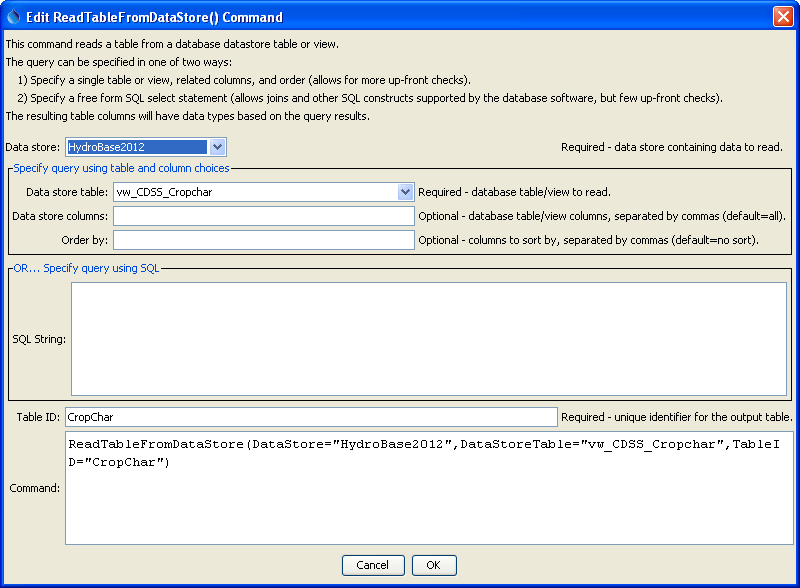 Edit ReadTableFromDataStore() Command
This command reads a table from a database datastore table or view.
The query can be specified in one of two ways:
1) Specify a single table or view, related columns, and order (allows for more up-front checks).
2) Specify a free form SQL select statement (allows joins and other SQL constructs supported by the database software, but few up-front checks).
The resulting table columns will have data types based on the query results.
Data store: HydroBase2012 Required - data store containing data to read.
Specify query using table and column choices
Data store table: vw_CDSS_Cropchar Required - database table/view to read.
Data store columns: Optional - database table/view columns, separated by commas (default=all).
Order by: Optional - columns to sort by, separated by commas (default=no sort).
OR... Specify query using SQL
SQL String:
Table ID: CropChar Required - unique identifier for the output table.
ReadTableFromDataStore(DataStore="HydroBase2012",DataStoreTable="vw_CDSS_Cropchar",TableI
D="CropChar")
Command:
Cancel OK